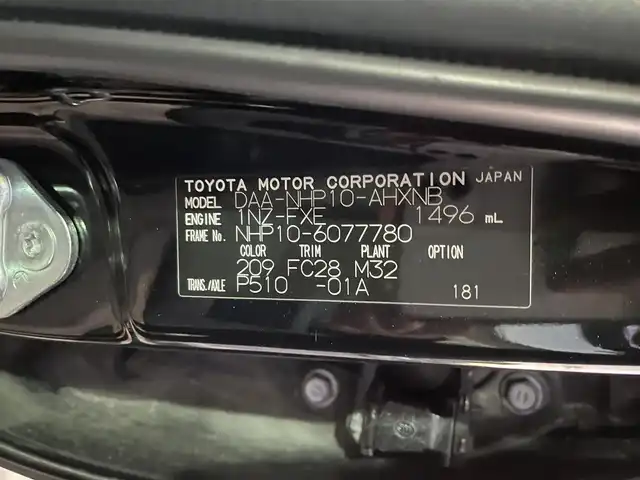 TOYOTA MOTOR CORPORATION JAPAN
MODEL DAA-NHP10-AHXNB
ENGINE 1NZ-FXE 1496 mL
FRAME No. NHP10-6077780
COLOR TRIM PLANT OPTION
209 FC28 M32
TRANS./AXLE P510 -01A 181